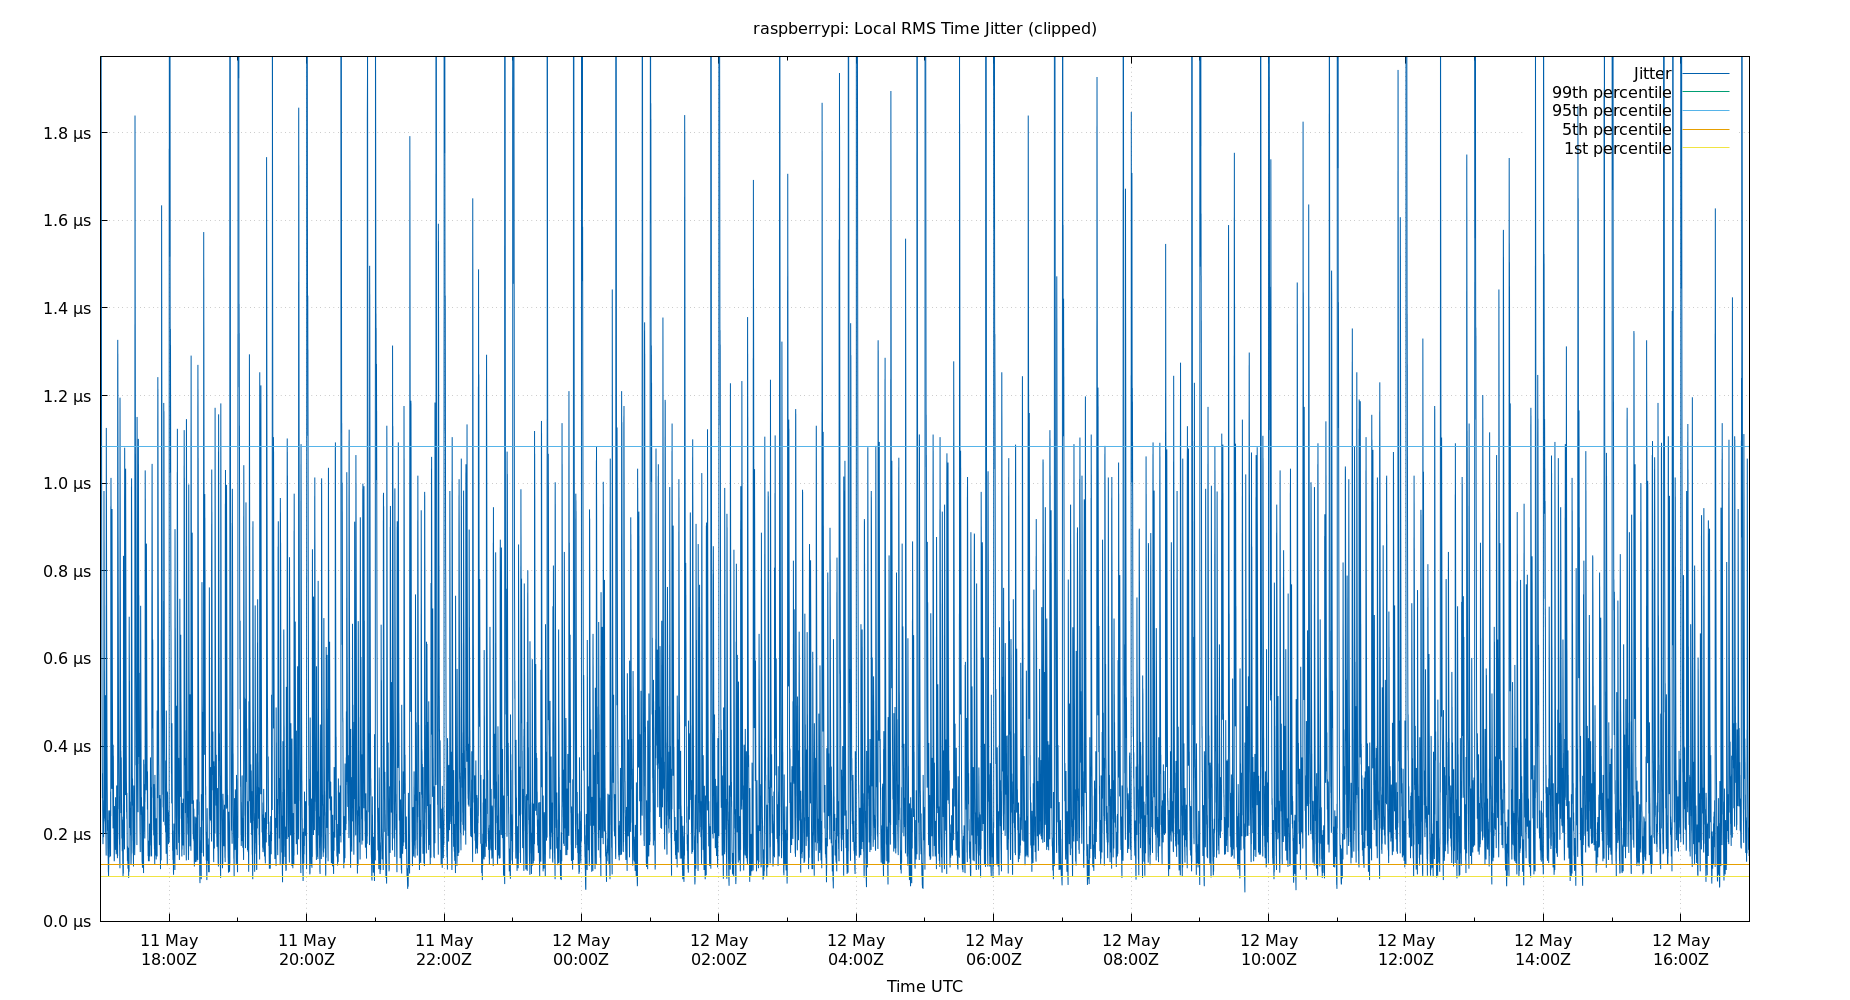 raspberrypi: Local RMS Time Jitter (clipped)
Jitter
99th percentile
95th percentile
5th percentile
1st percentile
1.8 μs
1.6 μs
1.4 μs
1.2 μs
1.0 μs
0.8 μs
0.6 μs
0.4 μs
0.2 μs
0.0 μs
11 May 11 May 11 May 12 May 12 May 12 May 12 May 12 May 12 May 12 May 12 May 12 May
18:00Z 20:00Z 22:00Z 00:00Z 02:00Z 04:00Z 06:00Z 08:00Z 10:00Z 12:00Z 14:00Z 16:00Z
Time UTC